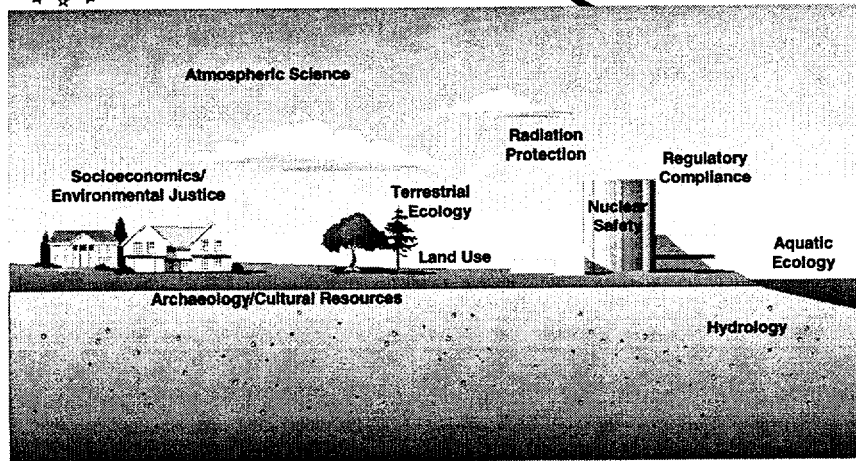 Atmospheric Science
Radiation
Protection
Regulatory
Compliance
Socioeconomics/
Environmental Justice
Terrestrial
Ecology
Nuclear
Safety
Land Use
Aquatic
Ecology
Archaeology/Cultural Resources
Hydrology